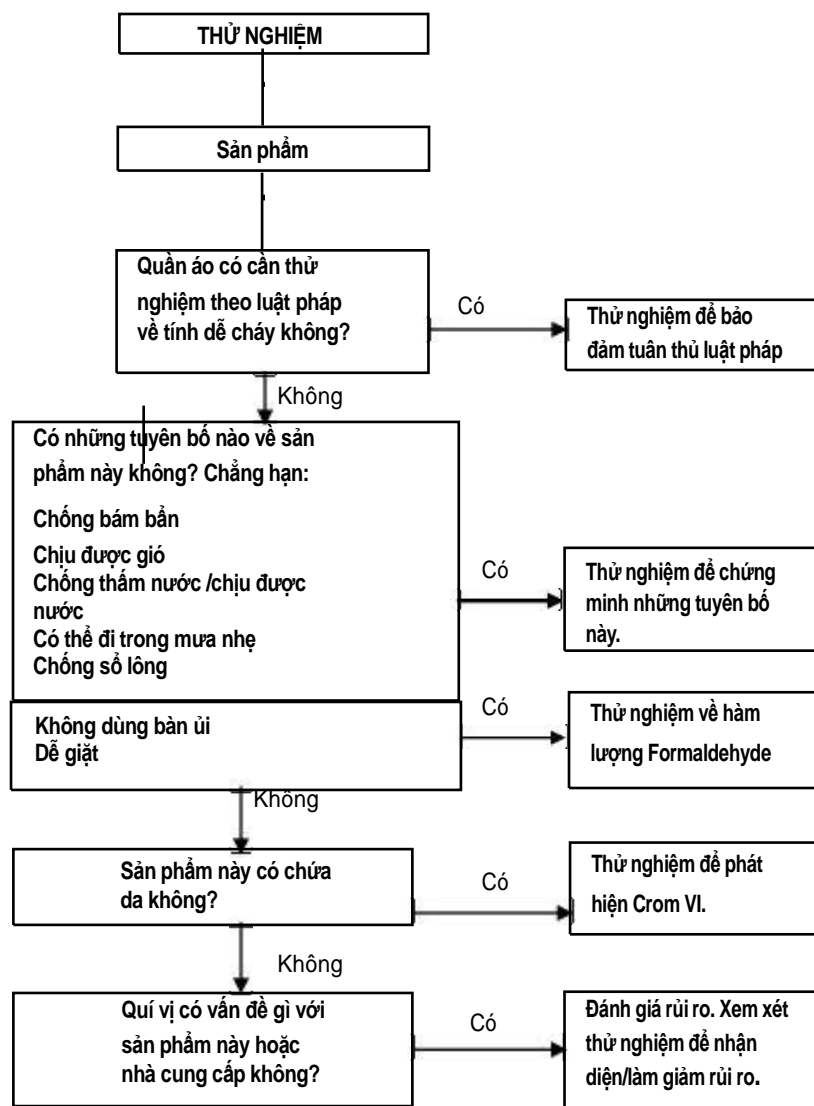 THỬ NGHIỆM
Sản phẩm
Quần áo có cần thử
nghiệm theo luật pháp
về tính dễ cháy không?
Có
Thử nghiệm để bảo
đảm tuân thủ luật pháp
Không
Có những tuyên bố nào về sản
phẩm này không? Chẳng hạn:
Chống bám bẩn
Chịu được gió
Chống thấm nước /chịu được
nước
Có thể đi trong mưa nhẹ
Chống sổ lông
Có
Thử nghiệm để chứng
minh những tuyên bố
này.
Không dùng bàn ủi
Dễ giặt
Có
Thử nghiệm về hàm
lượng Formaldehyde
Không
Sản phẩm này có chứa
da không?
Có
Thử nghiệm để phát
hiện Crom VI.
Không
Quí vị có vấn đề gì với
sản phẩm này hoặc
nhà cung cấp không?
Có
Đánh giá rủi ro. Xem xét
thử nghiệm để nhận
diện/làm giảm rủi ro.